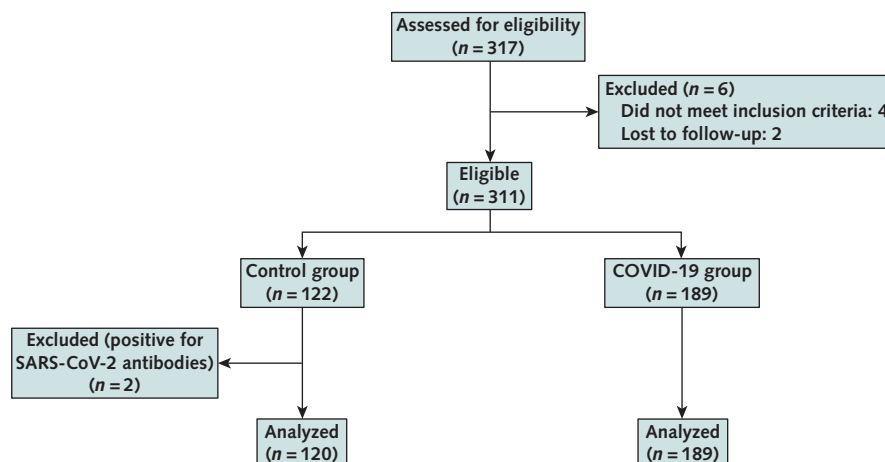 Assessed for eligibility
(n = 317)
Excluded (n = 6)
Did not meet inclusion criteria: 4
Lost to follow-up: 2
Eligible
(n = 311)
Control group
(n = 122)
COVID-19 group
(n = 189)
Excluded (positive for
SARS-CoV-2 antibodies)
(n = 2)
Analyzed
(n = 120)
Analyzed
(n = 189)